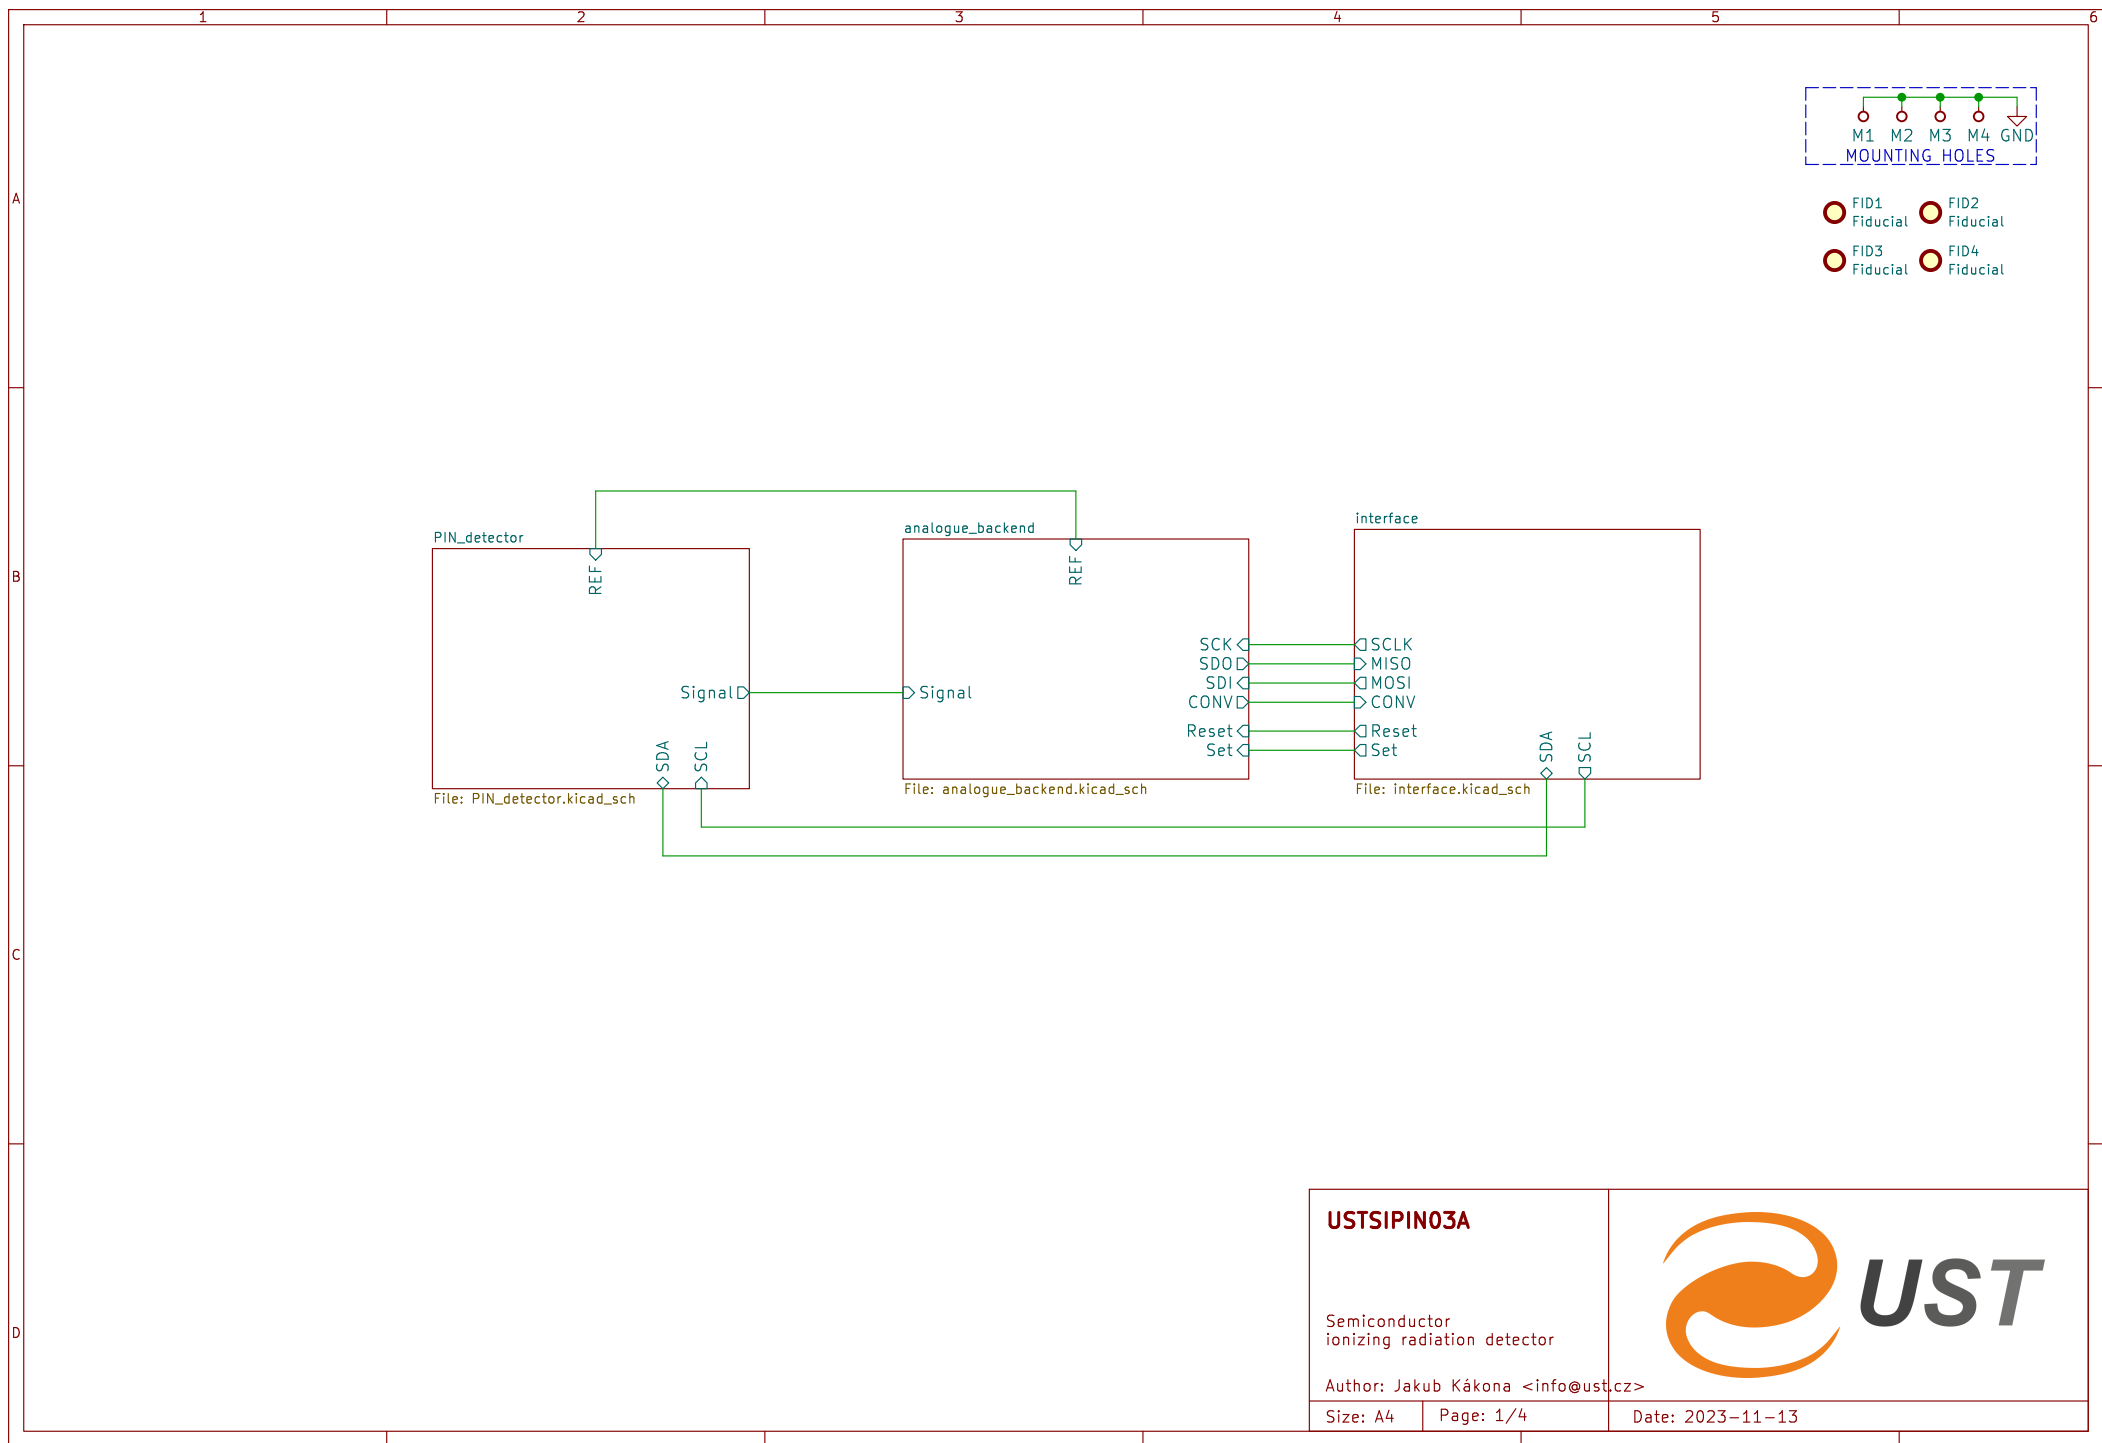 1 2 3 4 5 6
M1 M2 M3 M4 GND
MOUNTING HOLES
A
FID1
Fiducial
FID2
Fiducial
FID3
Fiducial
FID4
Fiducial
PIN_detector
REF
Signal
SDA
SCL
File: PIN_detector.kicad_sch
analogue_backend
REF
Signal
SCK
SDO
SDI
CONV
Reset
Set
File: analogue_backend.kicad_sch
interface
SCLK
MISO
MOSI
CONV
Reset
Set
SDA
SCL
File: interface.kicad_sch
B
C
D
USTSIPIN03A
Semiconductor
ionizing radiation detector
Author: Jakub Kákona <info@ust.cz>
Size: A4
Page: 1/4
Date: 2023-11-13
UST